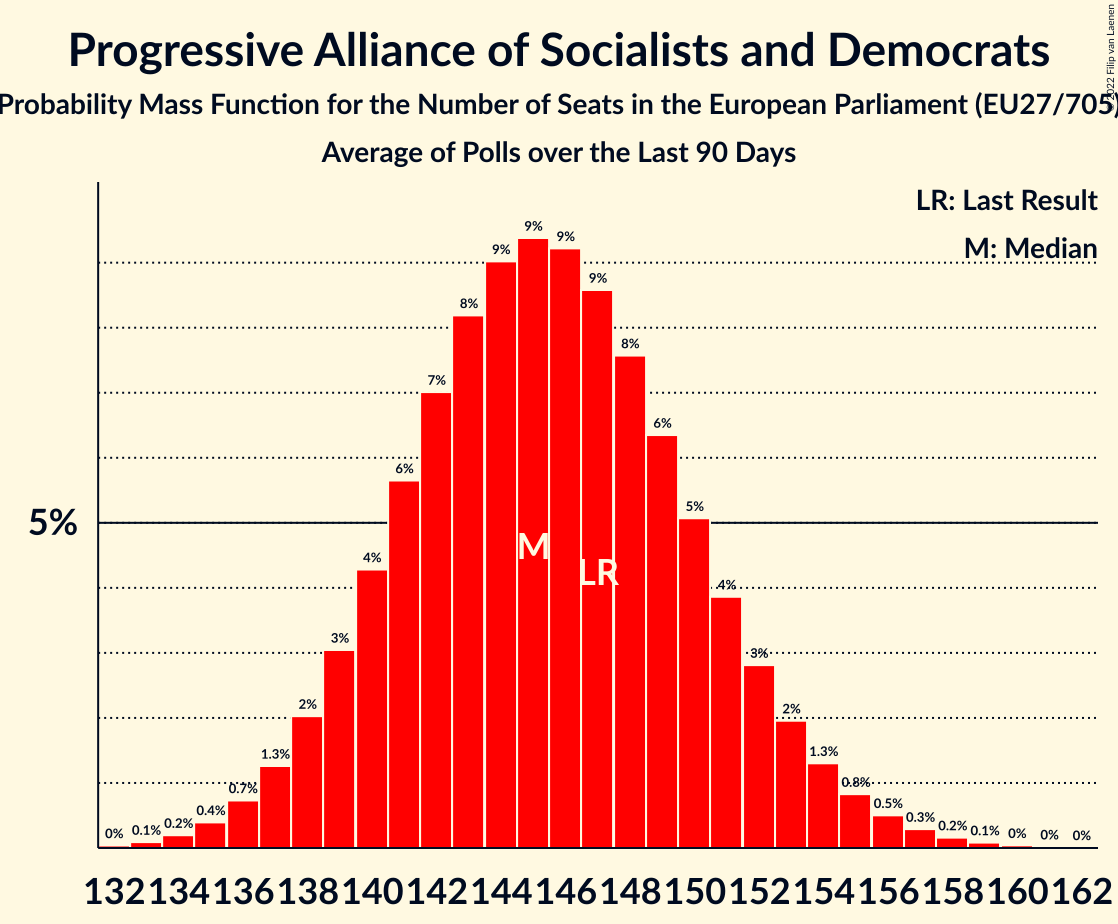 Progressive Alliance of Socialists and Democrats
Probability Mass Function for the Number of Seats in the European Parliament (EU27/705)
Average of Polls over the Last 90 Days
© 2022 Filip van Laenen
LR: Last Result
M: Median
5%
0% 0.1% 0.2% 0.4% 0.7% 1.3% 2% 3% 4% 6% 7% 8% 9% 9% 9% 9% 8% 6% 5% 4% 3% 2% 1.3% 0.8% 0.5% 0.3% 0.2% 0.1% 0% 0% 0%
M
LR
132 134 136 138 140 142 144 146 148 150 152 154 156 158 160 162